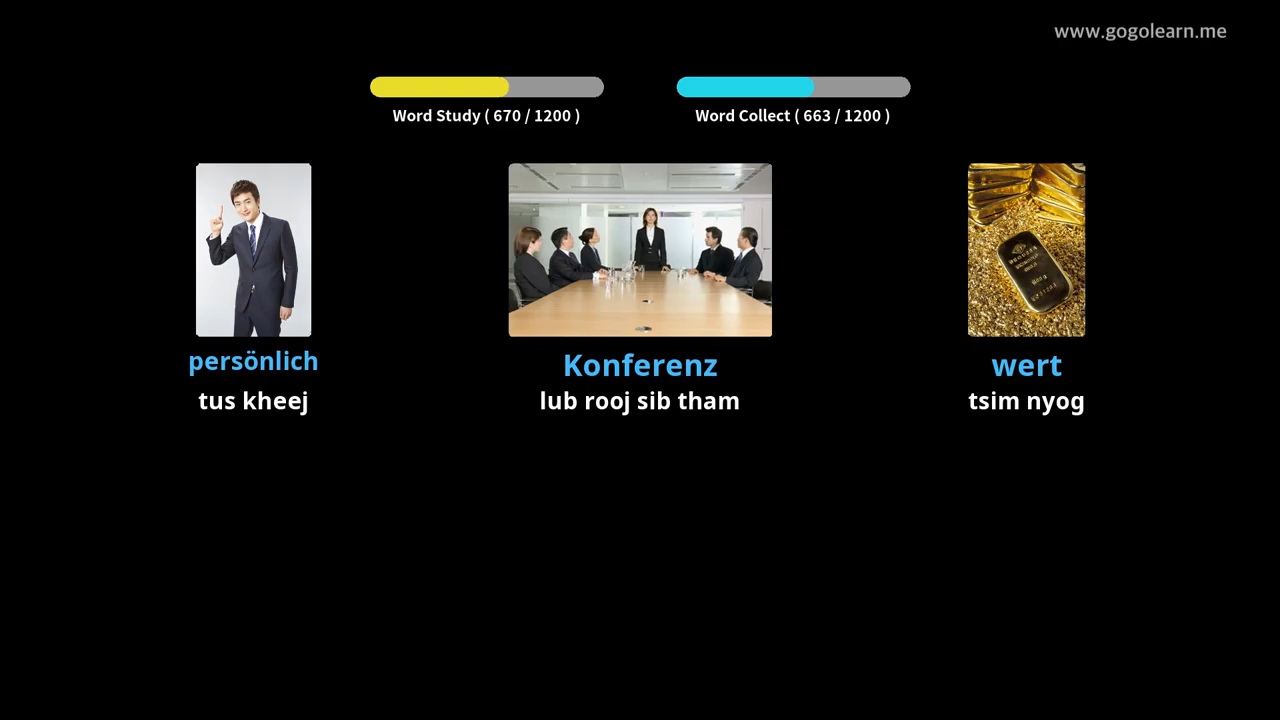 www.gogolearn.me
Word Study ( 670 / 1200 )
Word Collect ( 663 / 1200 )
persönlich
Konferenz
wert
tus kheej
lub rooj sib tham
tsim nyog